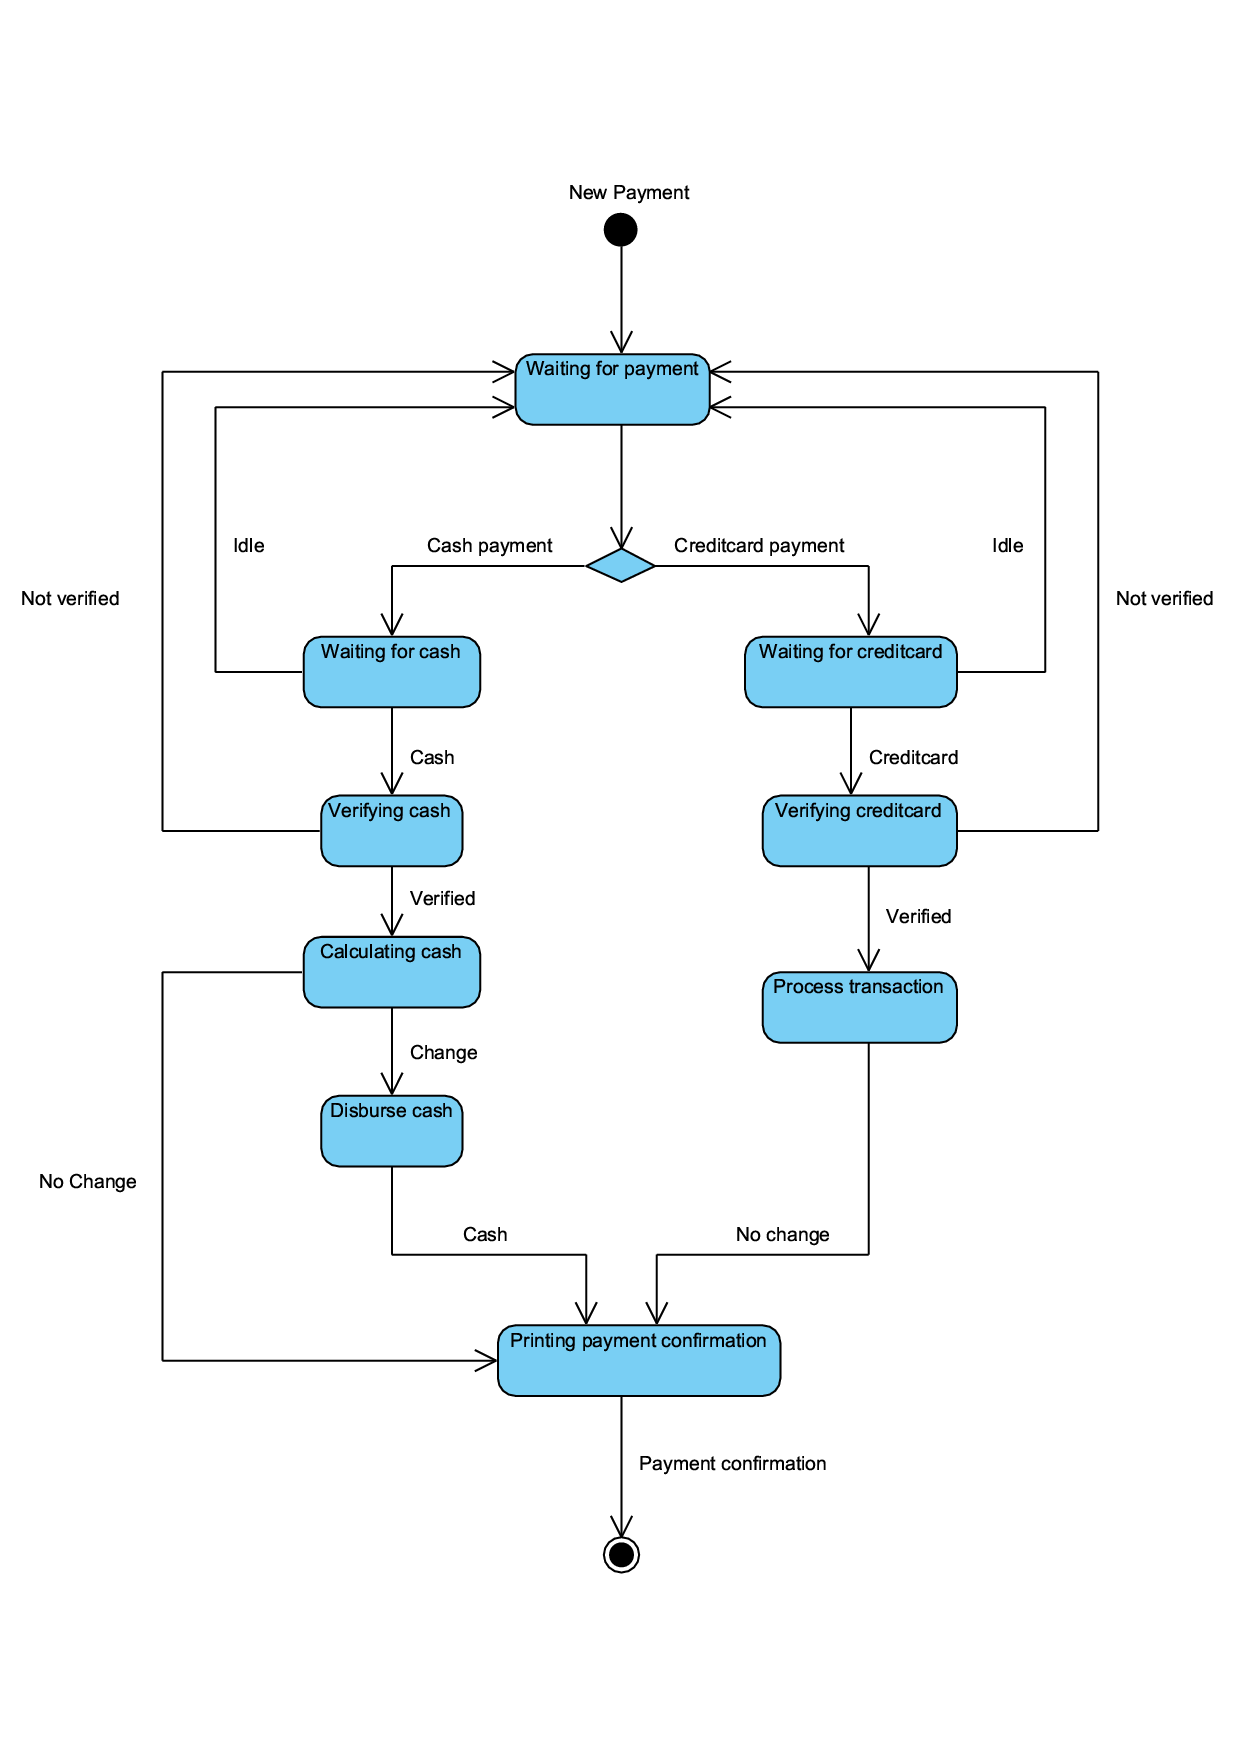 New Payment
Waiting for payment
Cash payment
Creditcard payment
Idle
Idle
Not verified
Not verified
Waiting for cash
Waiting for creditcard
Cash
Creditcard
Verifying cash
Verifying creditcard
Verified
Verified
Calculating cash
Process transaction
Change
Disburse cash
No Change
Cash
No change
Printing payment confirmation
Payment confirmation